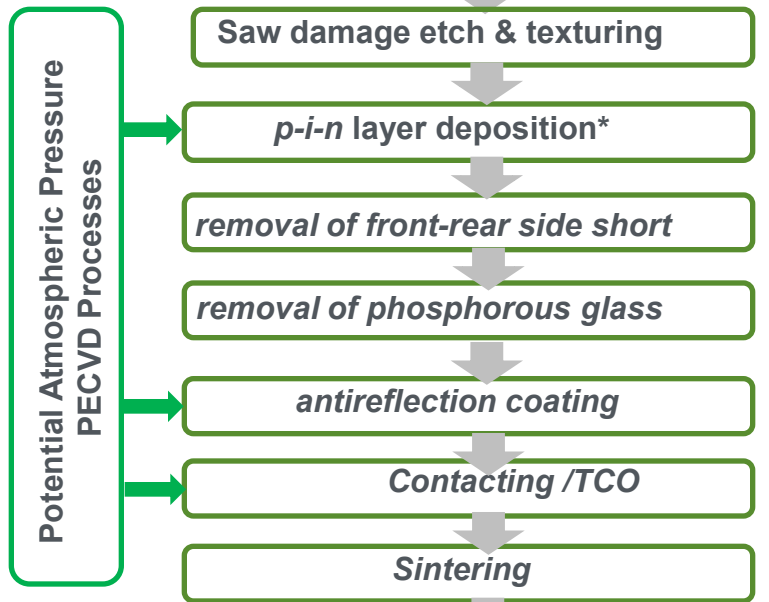 Potential Atmospheric Pressure
PECVD Processes
Saw damage etch & texturing
p-i-n layer deposition*
removal of front-rear side short
removal of phosphorous glass
antireflection coating
Contacting /TCO
Sintering